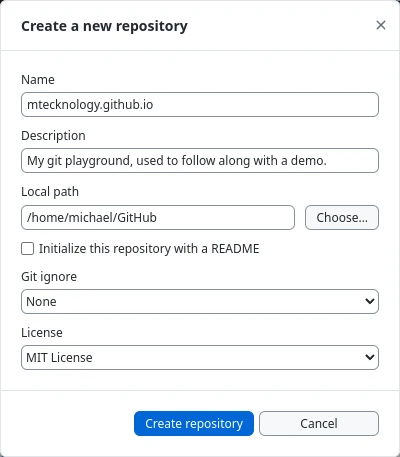 Create a new repository
Name
mtecknology.github.io
Description
My git playground, used to follow along with a demo.
Local path
/home/michael/GitHub
Choose...
Initialize this repository with a README
Git ignore
None
License
MIT License
Create repository
Cancel